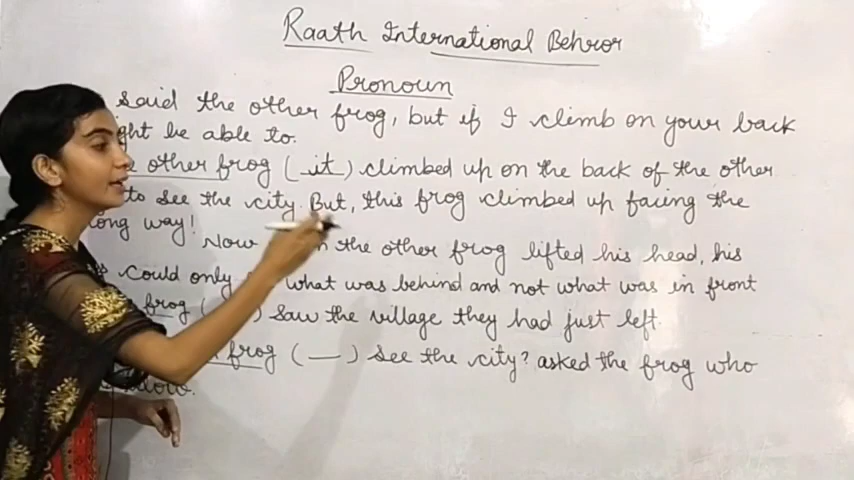 Raath International Behror
Pronoun
said the other frog, but if I climb on your back
ght be able to.
other frog (it) climbed up on the back of the other
to see the city. But, this frog climbed up facing the
ong way!
Now the other frog lifted his head, his
could only what was behind and not what was in front
frog ( ) saw the village they had just left.
frog ( __ ) see the city? asked the frog who